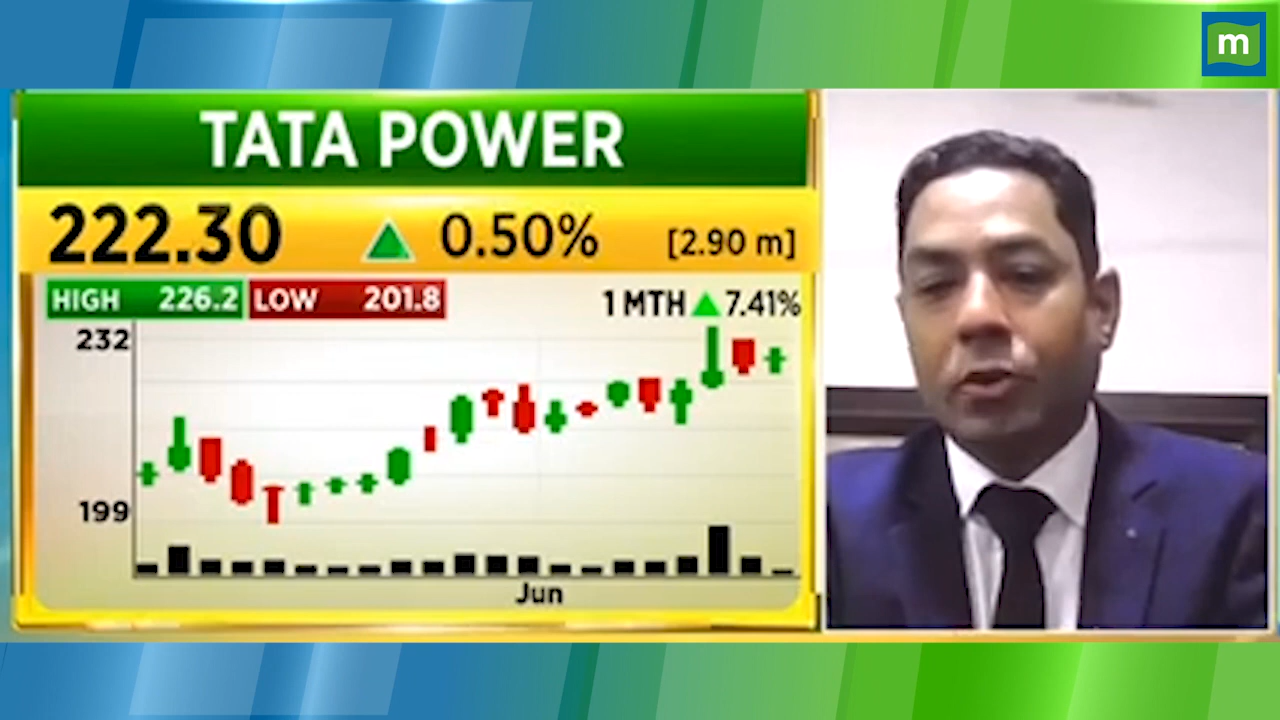 m
TATA POWER
222.30 ▲ 0.50% [2.90 m]
HIGH 226.2 LOW 201.8 1 MTH ▲ 7.41%
232
199
Jun